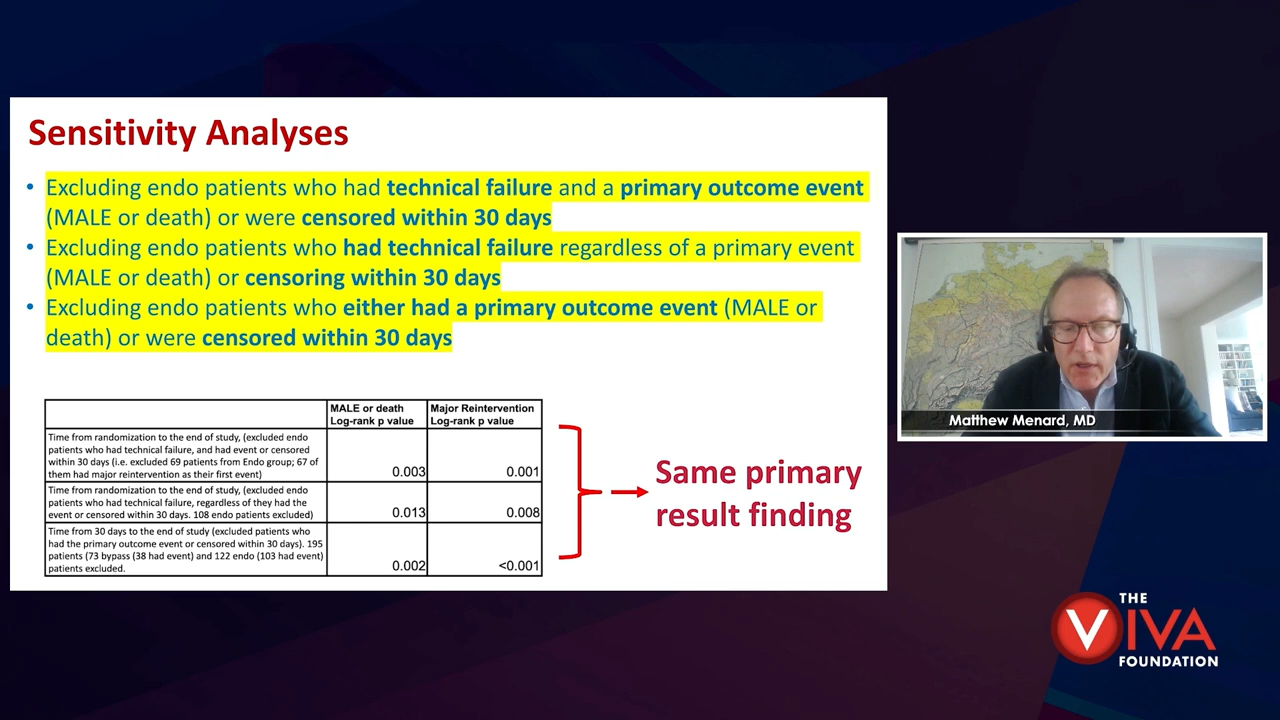 Sensitivity Analyses
• Excluding endo patients who had technical failure and a primary outcome event
(MALE or death) or were censored within 30 days
• Excluding endo patients who had technical failure regardless of a primary event
(MALE or death) or censoring within 30 days
• Excluding endo patients who either had a primary outcome event (MALE or
death) or were censored within 30 days
MALE or death
Log-rank p value
Major Reintervention
Log-rank p value
Time from randomization to the end of study, (excluded endo
patients who had technical failure, and had event or censored
within 30 days (i.e. excluded 69 patients from Endo group; 67 of
them had major reintervention as their first event)
0.003
0.001
Time from randomization to the end of study, (excluded endo
patients who had technical failure, regardless of they had the
event or censored within 30 days. 108 endo patients excluded)
0.013
0.008
Time from 30 days to the end of study (excluded patients who
had the primary outcome event or censored within 30 days). 195
patients (73 bypass (38 had event) and 122 endo (103 had event)
patients excluded.
0.002
<0.001
Same primary
result finding
Matthew Menard, MD
THE
VIVA
FOUNDATION